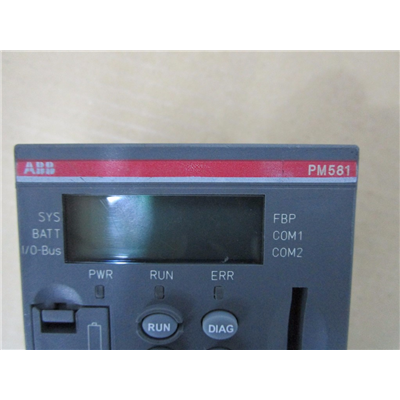 ABB PM581
SYS FBP
BATT COM1
I/O-Bus COM2
PWR RUN ERR
RUN DIAG